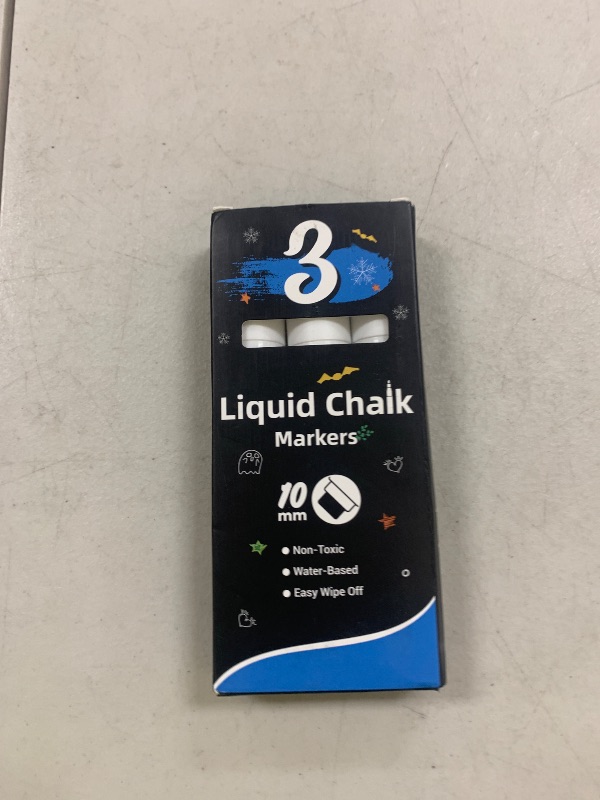 3
Liquid Chalk
Markers
10
mm
Non-Toxic
Water-Based
Easy Wipe Off